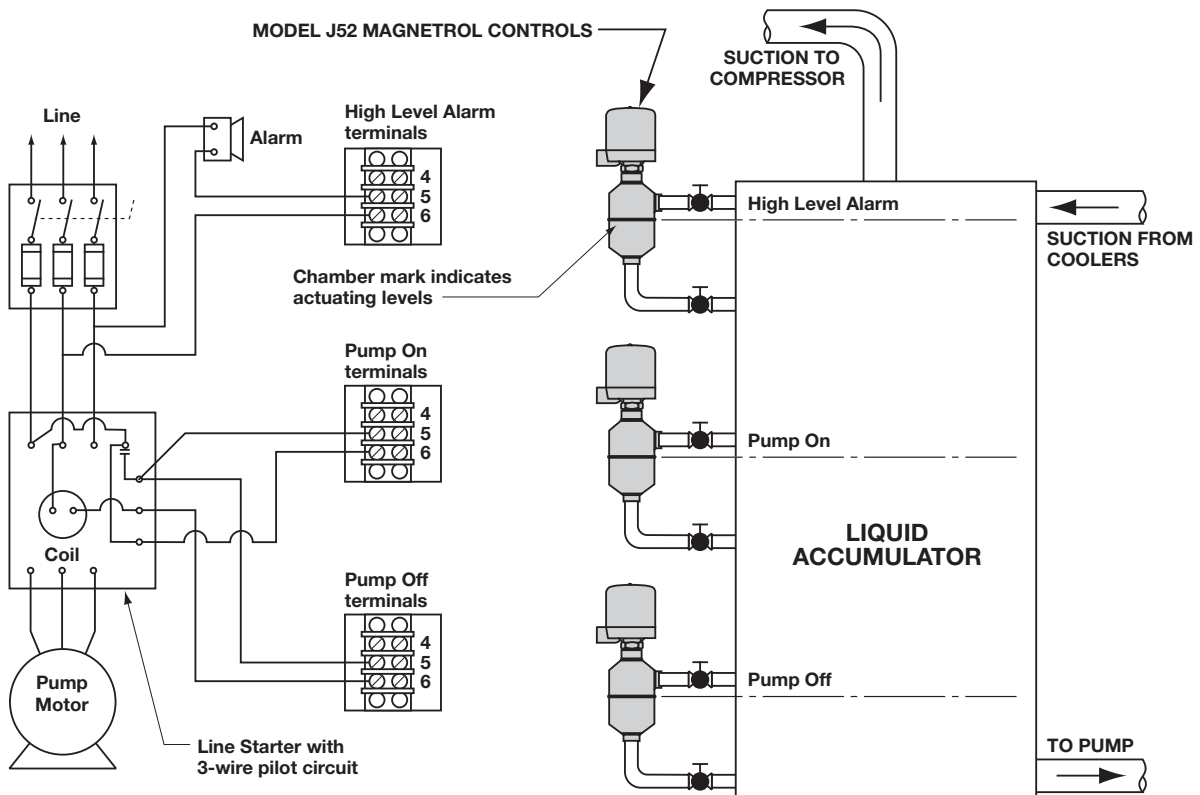 MODEL J52 MAGNETROL CONTROLS
SUCTION TO
COMPRESSOR
Line
Alarm
High Level Alarm
terminals
4
5
6
High Level Alarm
SUCTION FROM
COOLERS
Chamber mark indicates
actuating levels
Pump On
terminals
4
5
6
Pump On
Coil
LIQUID
ACCUMULATOR
Pump Off
terminals
4
5
6
Pump Off
Pump
Motor
Line Starter with
3-wire pilot circuit
TO PUMP